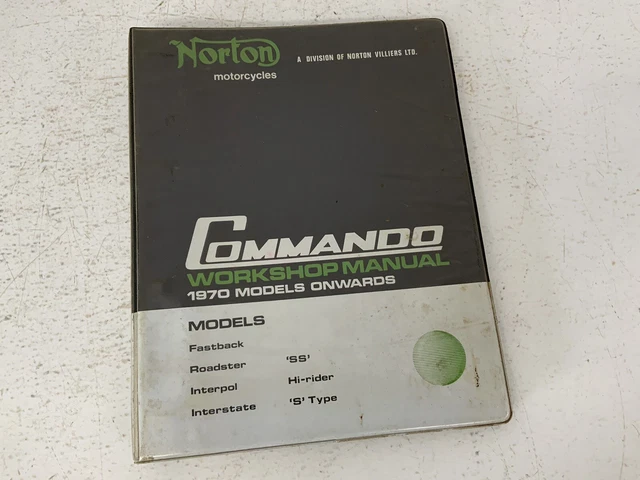 Norton
motorcycles
A DIVISION OF NORTON VILLIERS LTD.
COMMANDO
WORKSHOP MANUAL
1970 MODELS ONWARDS
MODELS
Fastback
Roadster 'SS'
Interpol Hi-rider
Interstate 'S' Type